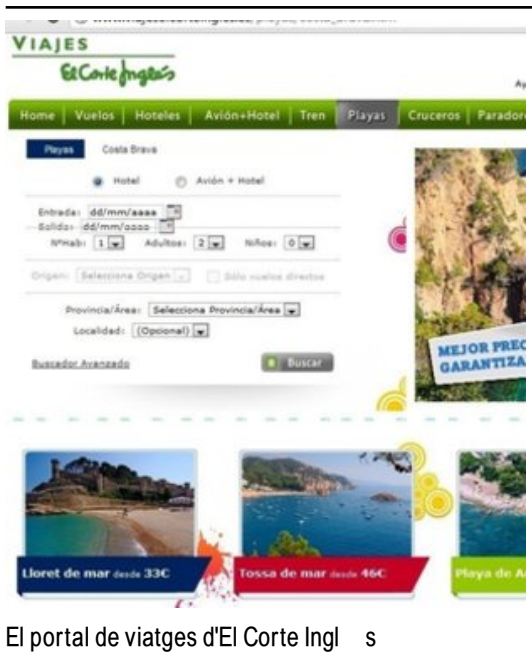 VIAJES
El Corte Inglés
Home Vuelos Hoteles Avión+Hotel Tren Playas Cruceros Parador
Playas Costa Brava
Hotel Avión + Hotel
Entrada: dd/mm/aaaa
Salida: dd/mm/aaaa
NºHab: 1 Adultos: 2 Niños: 0
Origen: Selecciona Origen Sólo vuelos directos
Provincia/Área: Selecciona Provincia/Área
Localidad: (Opcional)
Buscador Avanzado Buscar
MEJOR PREC
GARANTIZA
Lloret de mar desde 33€
Tossa de mar desde 46€
Playa de A
El portal de viatges d'El Corte Ingl s